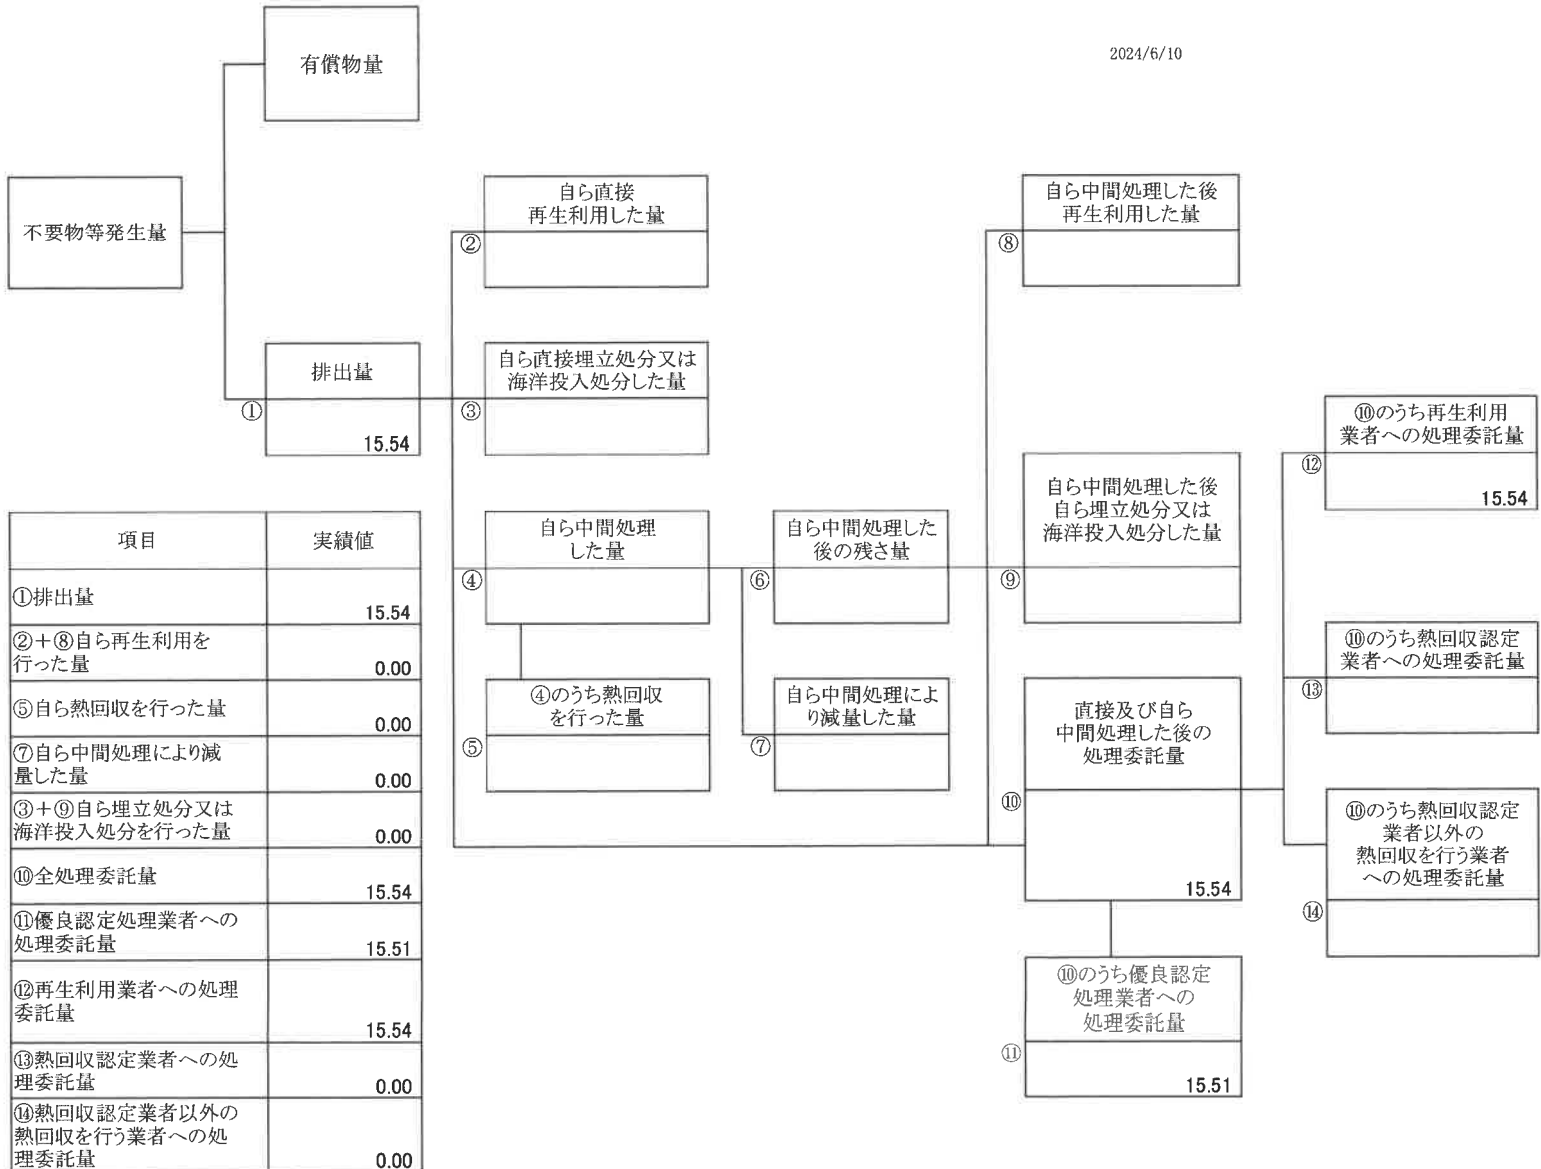 有償物量
2024/6/10
不要物等発生量
自ら直接
再生利用した量
②
自ら中間処理した後
再生利用した量
⑧
排出量
①
15.54
自ら直接埋立処分又は
海洋投入処分した量
③
⑩のうち再生利用
業者への処理委託量
⑫
15.54
自ら中間処理
した量
④
自ら中間処理した
後の残さ量
⑥
自ら中間処理した後
自ら埋立処分又は
海洋投入処分した量
⑨
⑩のうち熱回収認定
業者への処理委託量
⑬
④のうち熱回収
を行った量
⑤
自ら中間処理によ
り減量した量
⑦
直接及び自ら
中間処理した後の
処理委託量
⑩
15.54
⑩のうち熱回収認定
業者以外の
熱回収を行う業者
への処理委託量
⑭
⑩のうち優良認定
処理業者への
処理委託量
⑪
15.51
項目 実績値
①排出量
15.54
②+⑧自ら再生利用を
行った量 0.00
⑤自ら熱回収を行った量
0.00
⑦自ら中間処理により減
量した量 0.00
③+⑨自ら埋立処分又は
海洋投入処分を行った量 0.00
⑩全処理委託量
15.54
⑪優良認定処理業者への
処理委託量 15.51
⑫再生利用業者への処理
委託量
15.54
⑬熱回収認定業者への処
理委託量 0.00
⑭熱回収認定業者以外の
熱回収を行う業者への処
理委託量 0.00